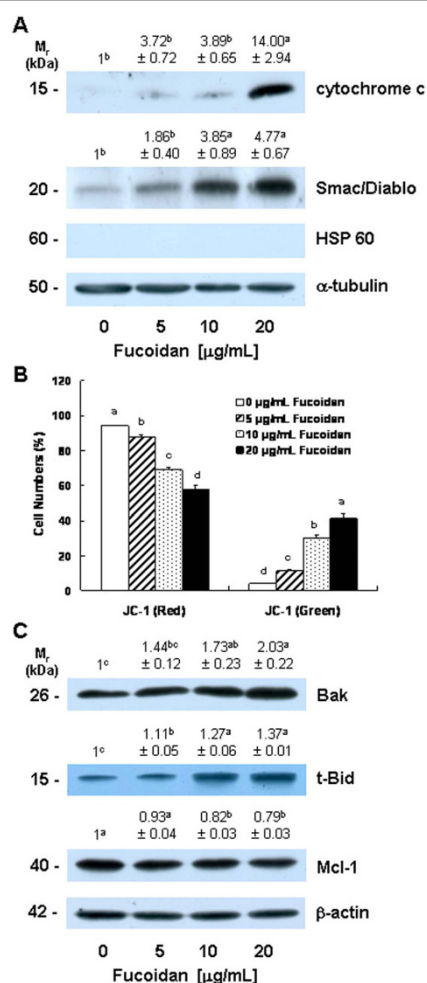 A
Mr (kDa)
1ᵇ 3.72ᵇ ± 0.72 3.89ᵇ ± 0.65 14.00ᵃ ± 2.94
15 - cytochrome c
1ᵇ 1.86ᵇ ± 0.40 3.85ᵃ ± 0.89 4.77ᵃ ± 0.67
20 - Smac/Diablo
60 - HSP 60
50 - α-tubulin
0 5 10 20
Fucoidan [µg/mL]
B
Cell Numbers (%)
120
100
80
60
40
20
0
0 µg/mL Fucoidan
5 µg/mL Fucoidan
10 µg/mL Fucoidan
20 µg/mL Fucoidan
a b c d
d c b a
JC-1 (Red) JC-1 (Green)
C
Mr (kDa)
1ᶜ 1.44ᵇᶜ ± 0.12 1.73ᵃᵇ ± 0.23 2.03ᵃ ± 0.22
26 - Bak
1ᶜ 1.11ᵇ ± 0.05 1.27ᵃ ± 0.06 1.37ᵃ ± 0.01
15 - t-Bid
1ᵃ 0.93ᵃ ± 0.04 0.82ᵇ ± 0.03 0.79ᵇ ± 0.03
40 - Mcl-1
42 - β-actin
0 5 10 20
Fucoidan [µg/mL]